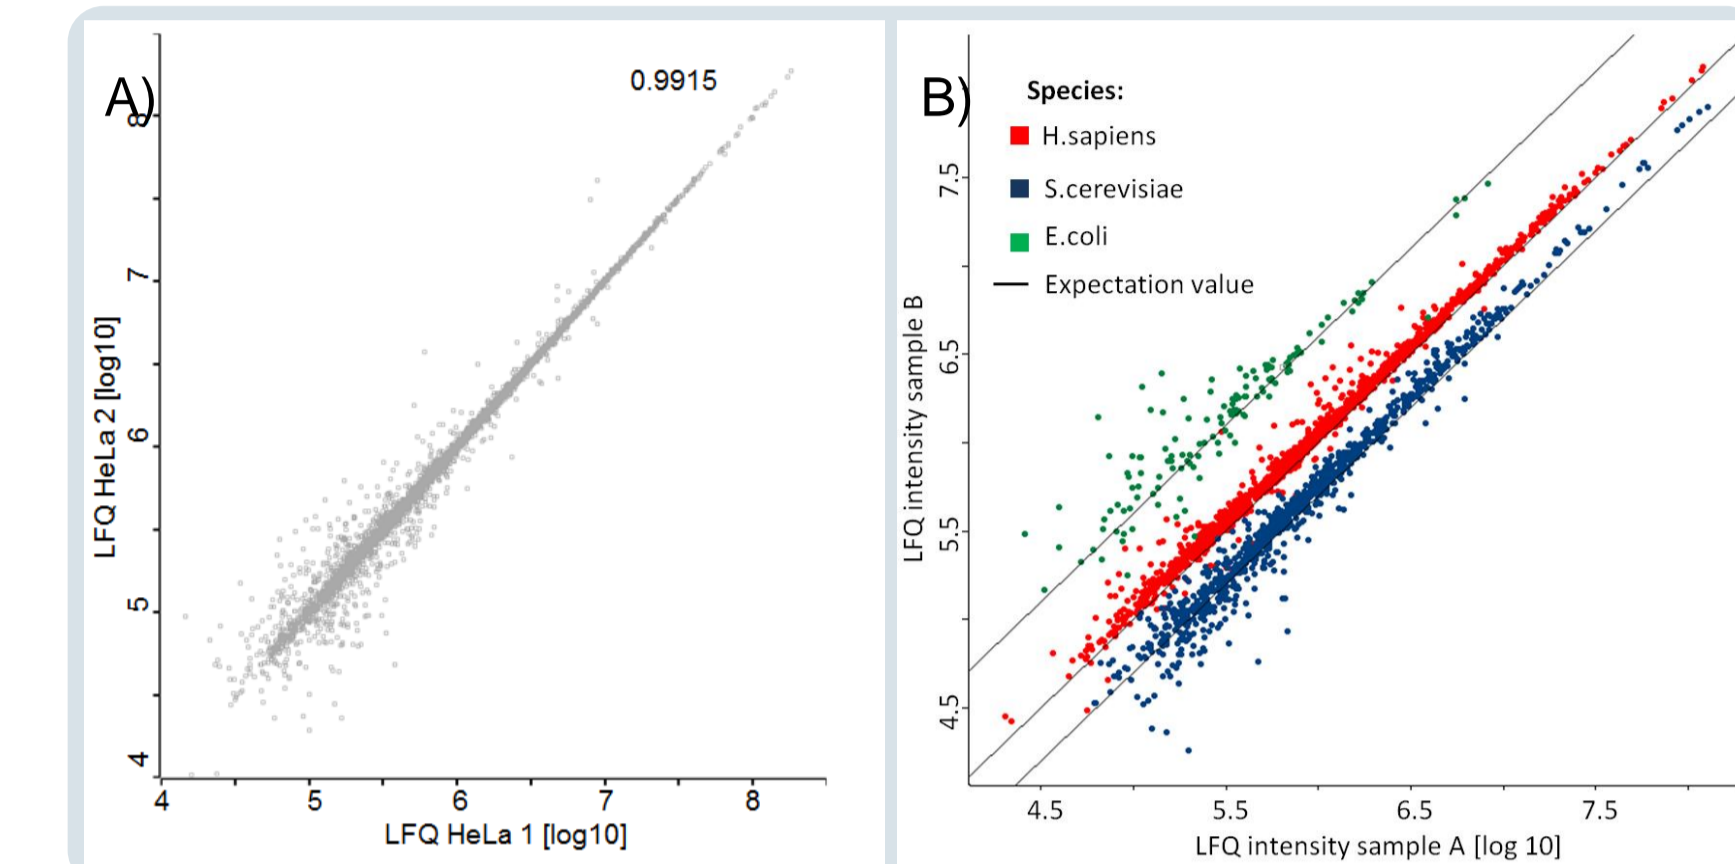 A)
0.9915
8
7
6
5
4
LFQ HeLa 2 [log10]
4 5 6 7 8
LFQ HeLa 1 [log10]
B)
Species:
H.sapiens
S.cerevisiae
E.coli
Expectation value
7.5
6.5
5.5
4.5
LFQ intensity sample B
4.5 5.5 6.5 7.5
LFQ intensity sample A [log 10]